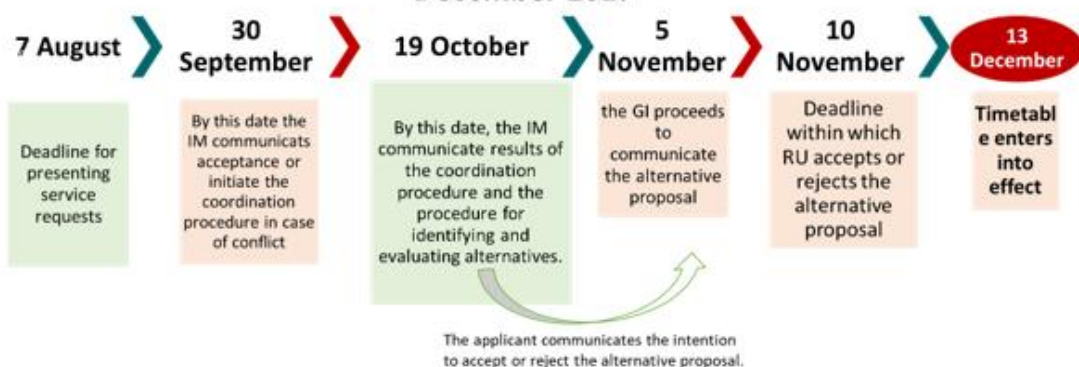 7 August
30
September
19 October
5
November
10
November
13
December
Deadline for
presenting
service
requests
By this date the
IM communicats
acceptance or
initiate the
coordination
procedure in case
of conflict
By this date, the IM
communicate results of
the coordination
procedure and the
procedure for
identifying and
evaluating alternatives.
the GI proceeds
to
communicate
the alternative
proposal
Deadline
within which
RU accepts or
rejects the
alternative
proposal
Timetabl
e enters
into
effect
The applicant communicates the intention
to accept or reject the alternative proposal.